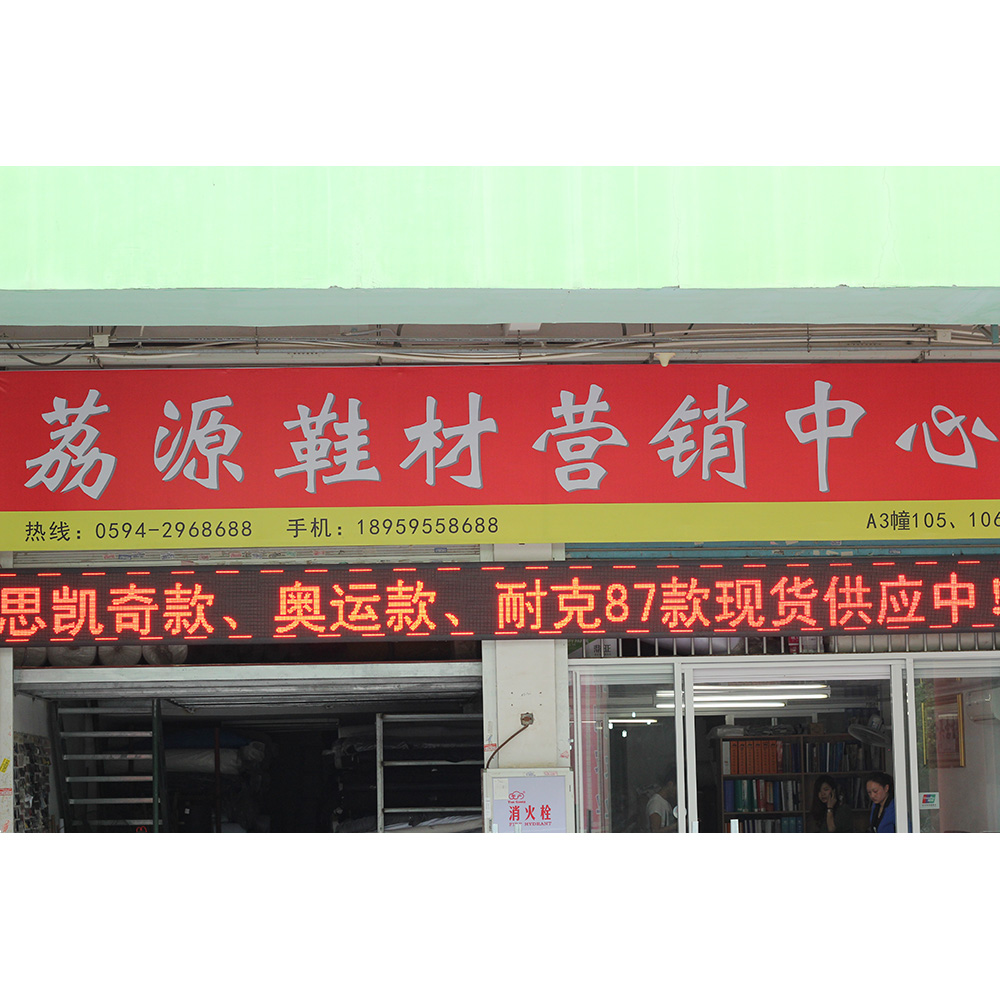 荔源鞋材营销中心
热线：0594-2968688 手机：18959558688 A3幢105、106
思凯奇款、奥运款、耐克87款现货供应中！
消火栓
FIRE HYDRANT